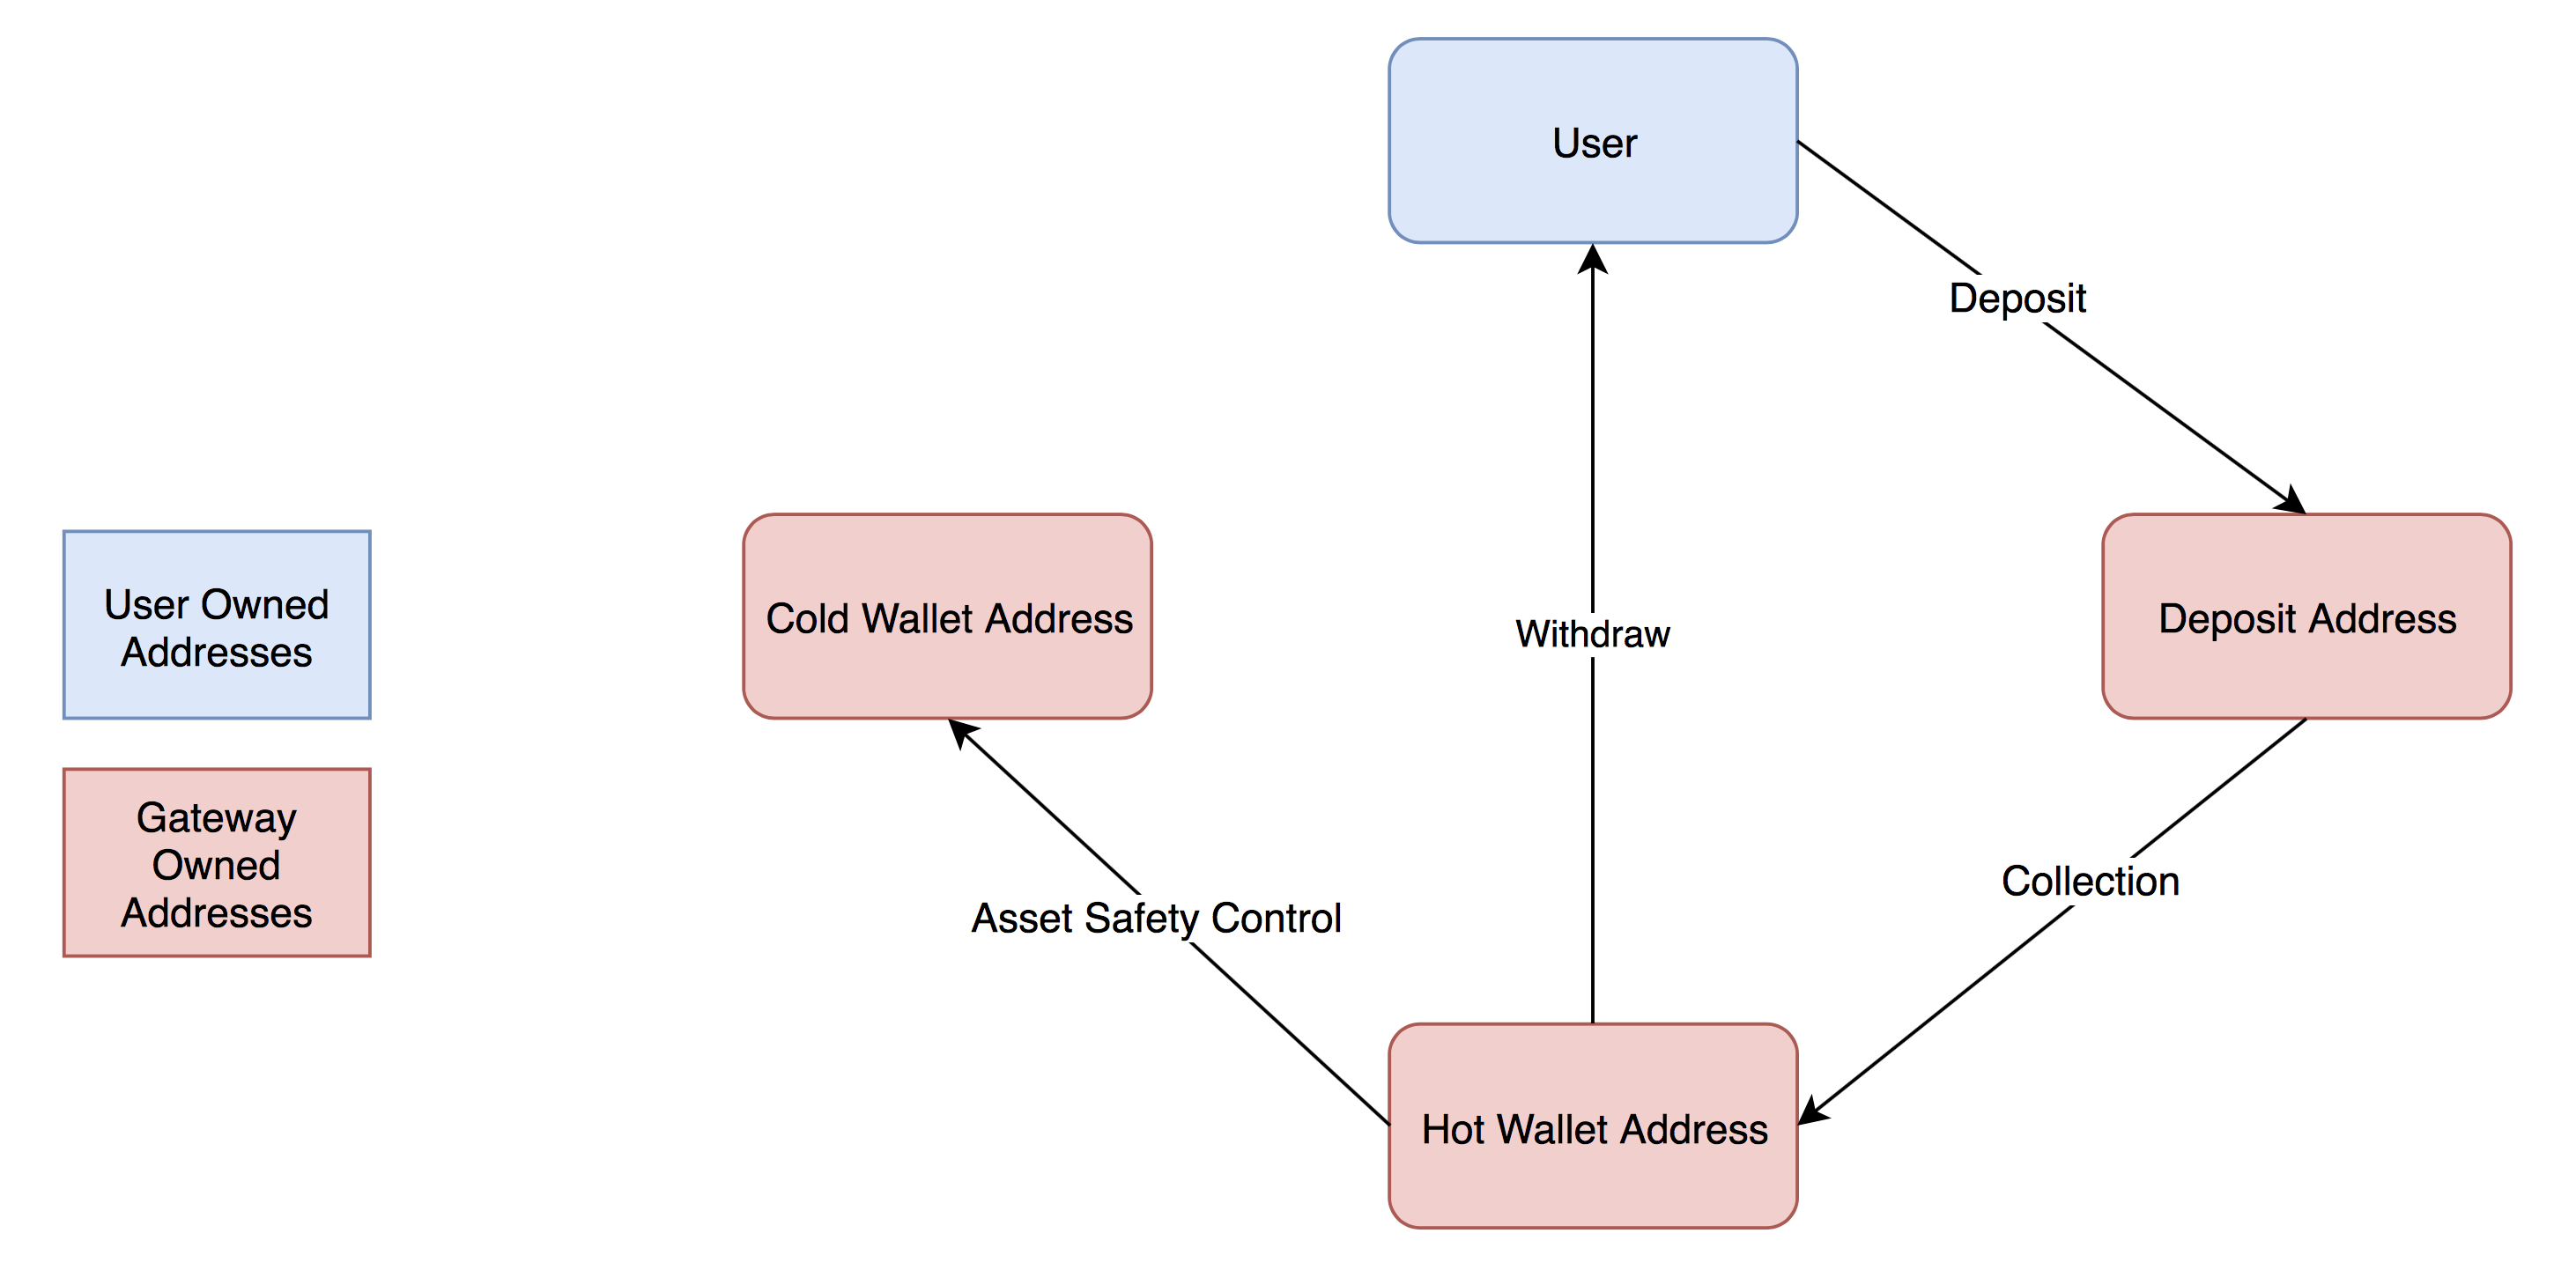 User
Deposit
User Owned
Addresses
Cold Wallet Address
Withdraw
Deposit Address
Gateway
Owned
Addresses
Asset Safety Control
Collection
Hot Wallet Address